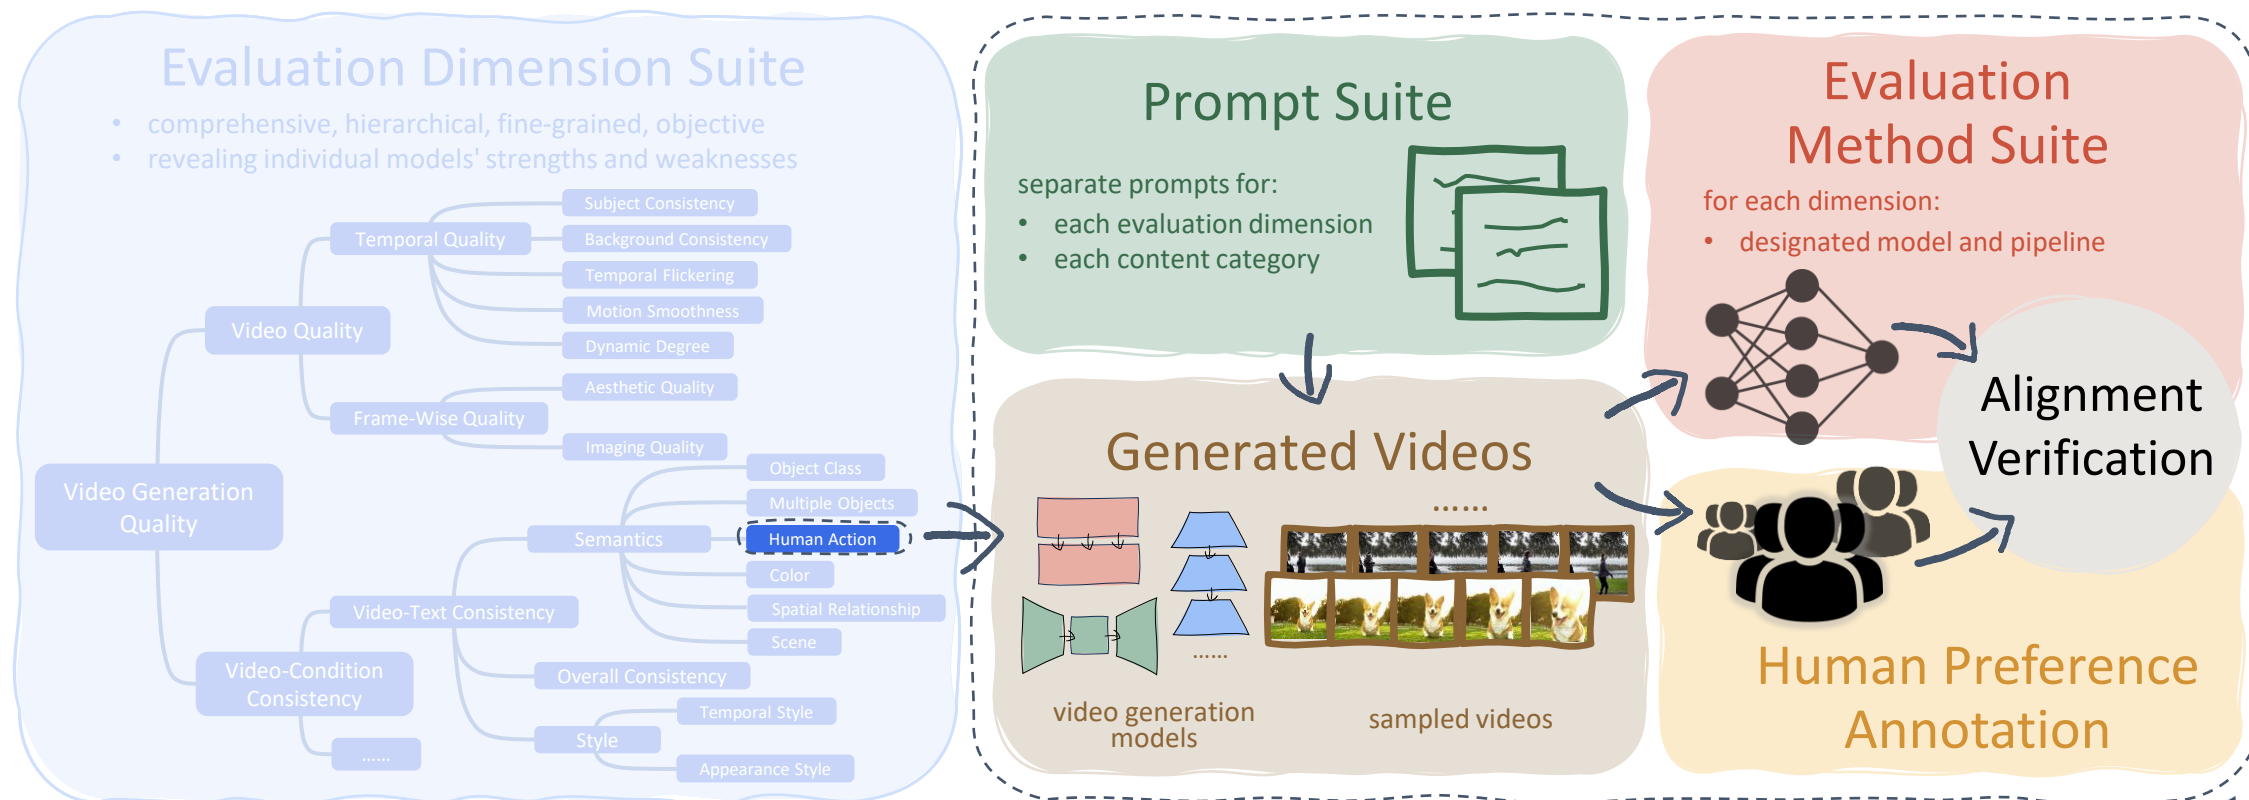 Evaluation Dimension Suite
• comprehensive, hierarchical, fine-grained, objective
• revealing individual models' strengths and weaknesses
Video Generation
Quality
Video Quality
Temporal Quality
Subject Consistency
Background Consistency
Temporal Flickering
Motion Smoothness
Dynamic Degree
Frame-Wise Quality
Aesthetic Quality
Imaging Quality
Video-Condition
Consistency
Video-Text Consistency
Semantics
Object Class
Multiple Objects
Human Action
Color
Spatial Relationship
Scene
Overall Consistency
Style
Temporal Style
Appearance Style
......
Prompt Suite
separate prompts for:
• each evaluation dimension
• each content category
Generated Videos
......
......
video generation
models
sampled videos
Evaluation
Method Suite
for each dimension:
• designated model and pipeline
Alignment
Verification
Human Preference
Annotation